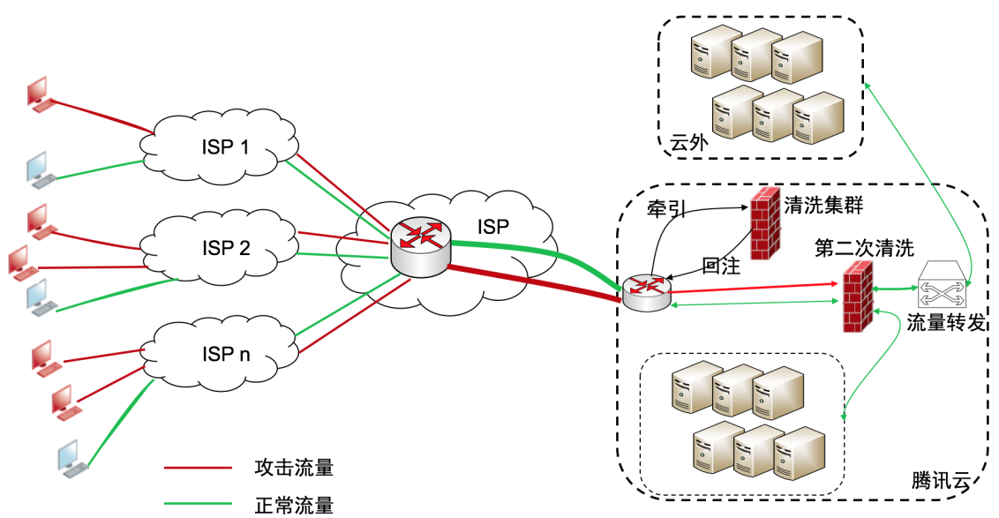 云外
ISP 1
牵引
清洗集群
ISP
ISP 2
第二次清洗
回注
流量转发
ISP n
攻击流量
腾讯云
正常流量